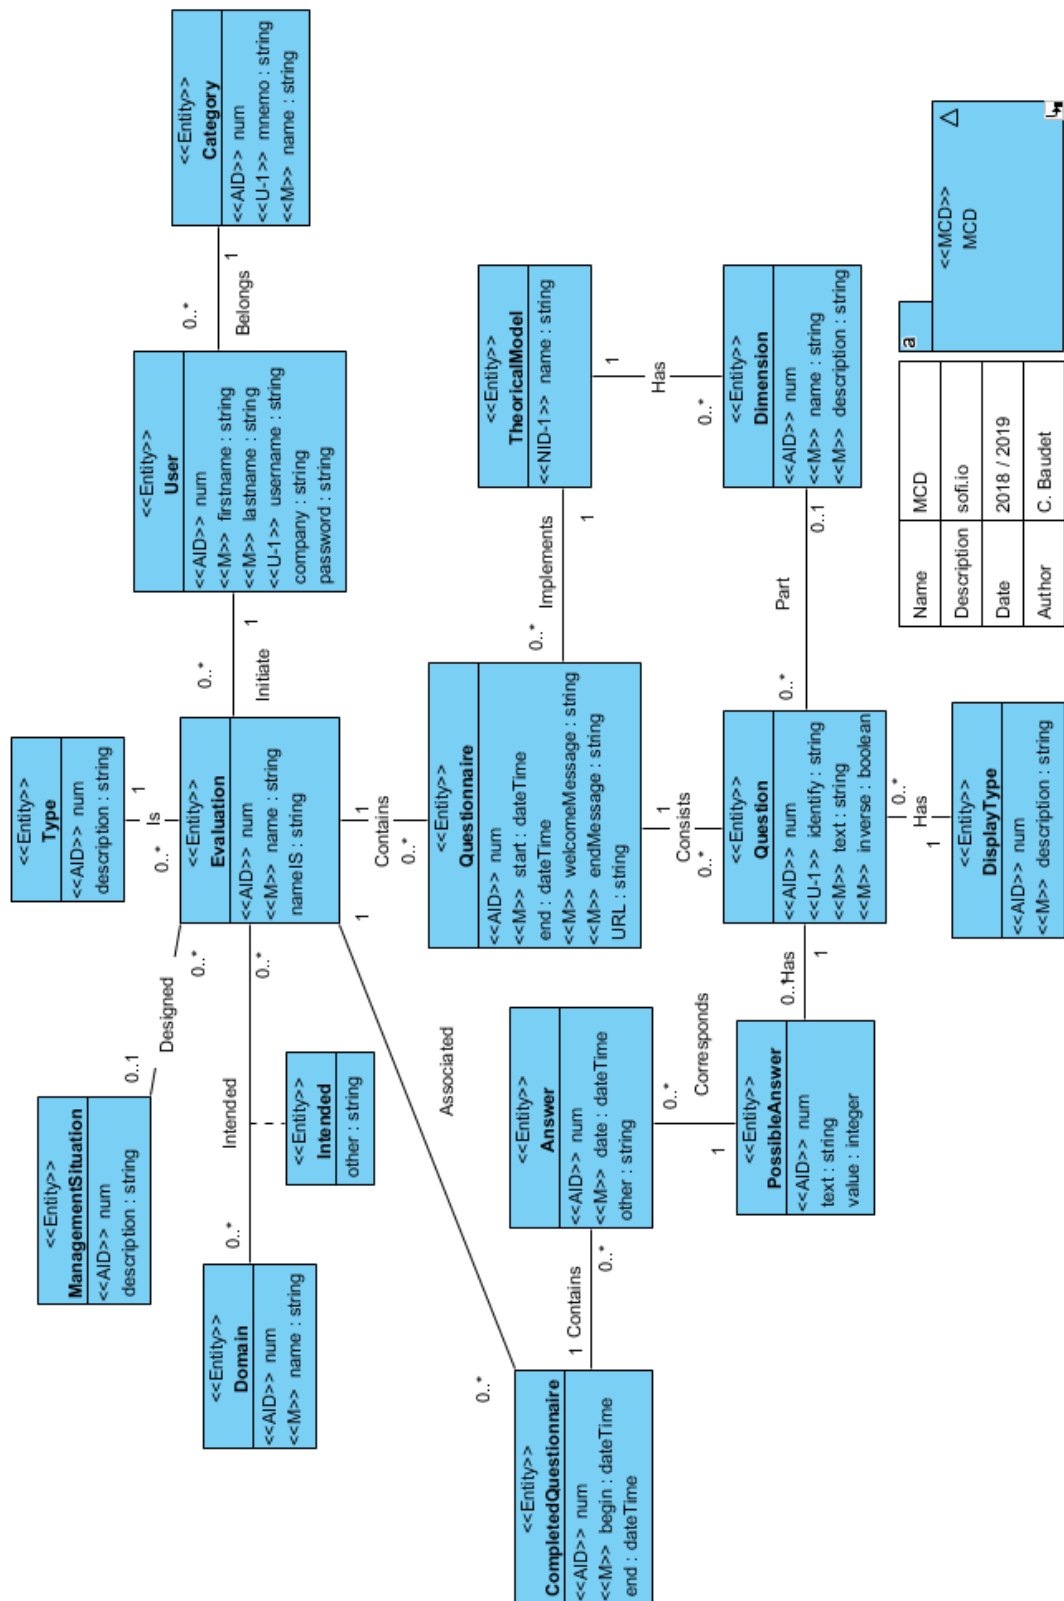 <<Entity>>
ManagementSituation
<<AID>> num
description : string
0..1
Designed
0..*
<<Entity>>
Type
<<AID>> num
description : string
1
Is
0..*
<<Entity>>
Domain
<<AID>> num
<<M>> name : string
0..*
Intended
0..*
<<Entity>>
Intended
other : string
<<Entity>>
Evaluation
<<AID>> num
<<M>> name : string
nameIS : string
0..*
Initiate
1
<<Entity>>
User
<<AID>> num
<<M>> firstname : string
<<M>> lastname : string
<<U-1>> username : string
company : string
password : string
0..*
Belongs
1
<<Entity>>
Category
<<AID>> num
<<U-1>> mnemo : string
<<M>> name : string
1
Associated
0..*
1
Contains
0..*
<<Entity>>
CompletedQuestionnaire
<<AID>> num
<<M>> begin : dateTime
end : dateTime
1
Contains
0..*
<<Entity>>
Answer
<<AID>> num
<<M>> date : dateTime
other : string
<<Entity>>
Questionnaire
<<AID>> num
<<M>> start : dateTime
end : dateTime
<<M>> welcomeMessage : string
<<M>> endMessage : string
URL : string
0..*
Implements
1
<<Entity>>
TheoricalModel
<<NID-1>> name : string
0..*
Corresponds
1
1
Consists
0..*
1
Has
0..*
<<Entity>>
PossibleAnswer
<<AID>> num
text : string
value : integer
Has
1
<<Entity>>
Question
<<AID>> num
<<U-1>> identify : string
<<M>> text : string
<<M>> inverse : boolean
0..*
Part
0..1
<<Entity>>
Dimension
<<AID>> num
<<M>> name : string
<<M>> description : string
0..*
Has
1
<<Entity>>
DisplayType
<<AID>> num
<<M>> description : string
Name MCD
Description sofi.io
Date 2018 / 2019
Author C. Baudet
a
<<MCD>>
MCD